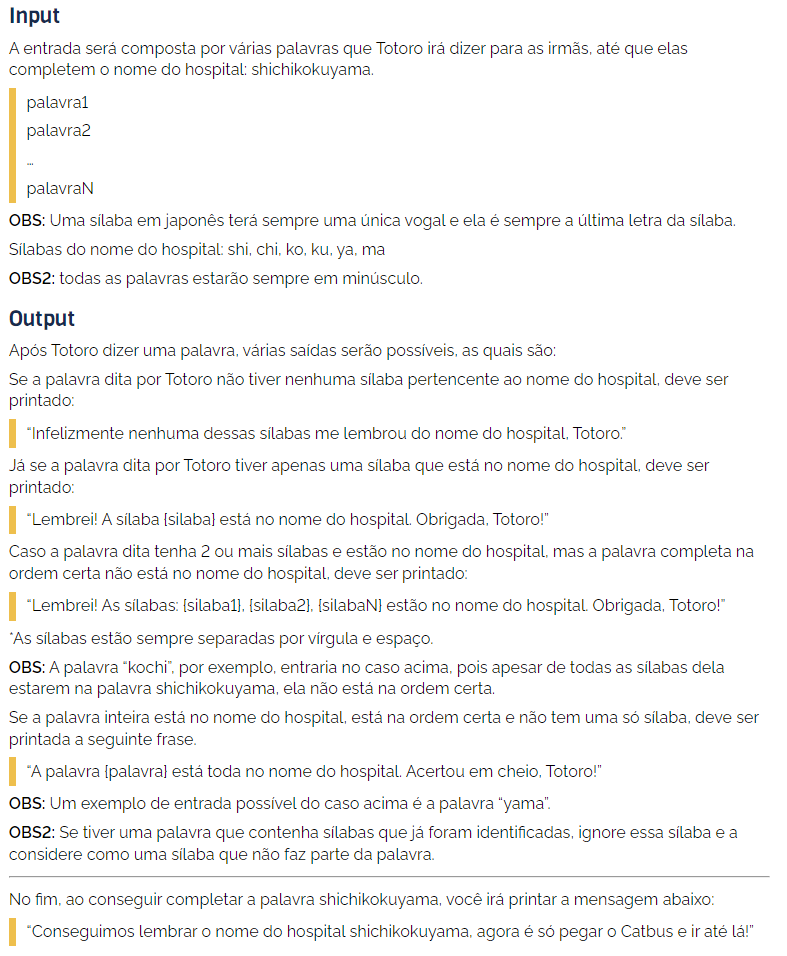 Input
A entrada será composta por várias palavras que Totoro irá dizer para as irmãs, até que elas
completem o nome do hospital: shichikokuyama.
palavra1
palavra2
...
palavraN
OBS: Uma sílaba em japonês terá sempre uma única vogal e ela é sempre a última letra da sílaba.
Sílabas do nome do hospital: shi, chi, ko, ku, ya, ma
OBS2: todas as palavras estarão sempre em minúsculo.
Output
Após Totoro dizer uma palavra, várias saídas serão possíveis, as quais são:
Se a palavra dita por Totoro não tiver nenhuma sílaba pertencente ao nome do hospital, deve ser
printado:
“Infelizmente nenhuma dessas sílabas me lembrou do nome do hospital, Totoro.”
Já se a palavra dita por Totoro tiver apenas uma sílaba que está no nome do hospital, deve ser
printado:
“Lembrei! A sílaba {silaba} está no nome do hospital. Obrigada, Totoro!”
Caso a palavra dita tenha 2 ou mais sílabas e estão no nome do hospital, mas a palavra completa na
ordem certa não está no nome do hospital, deve ser printado:
“Lembrei! As sílabas: {silaba1}, {silaba2}, {silabaN} estão no nome do hospital. Obrigada, Totoro!”
*As sílabas estão sempre separadas por vírgula e espaço.
OBS: A palavra “kochi”, por exemplo, entraria no caso acima, pois apesar de todas as sílabas dela
estarem na palavra shichikokuyama, ela não está na ordem certa.
Se a palavra inteira está no nome do hospital, está na ordem certa e não tem uma só sílaba, deve ser
printada a seguinte frase.
“A palavra {palavra} está toda no nome do hospital. Acertou em cheio, Totoro!”
OBS: Um exemplo de entrada possível do caso acima é a palavra “yama”.
OBS2: Se tiver uma palavra que contenha sílabas que já foram identificadas, ignore essa sílaba e a
considere como uma sílaba que não faz parte da palavra.
No fim, ao conseguir completar a palavra shichikokuyama, você irá printar a mensagem abaixo:
“Conseguimos lembrar o nome do hospital shichikokuyama, agora é só pegar o Catbus e ir até lá!”